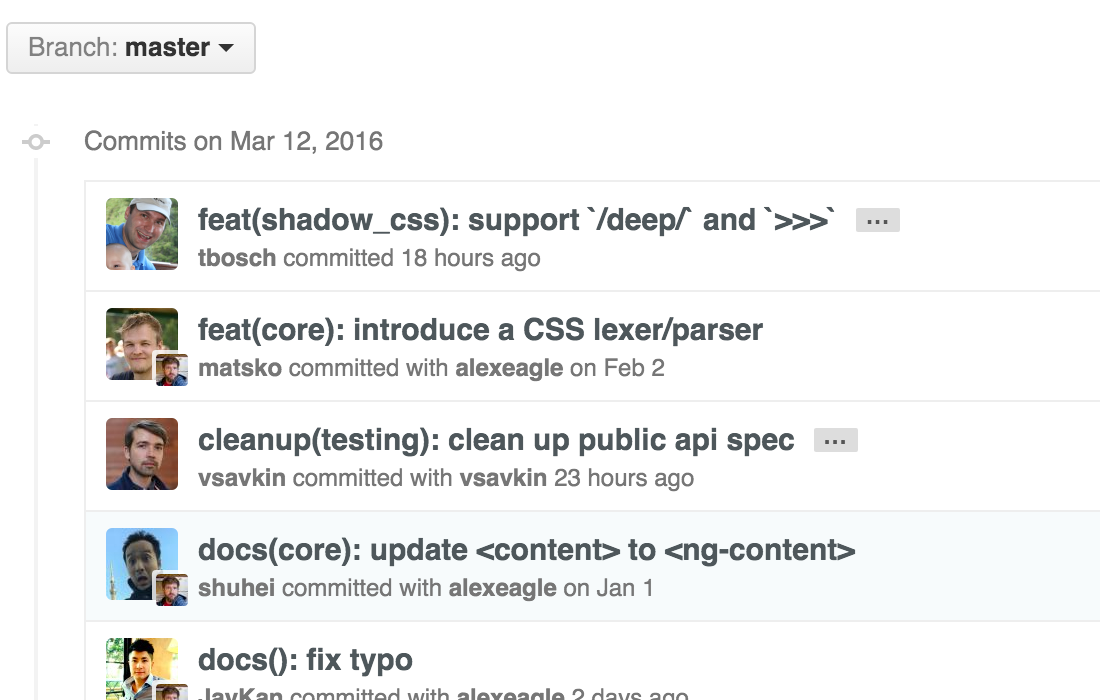 Branch: master
Commits on Mar 12, 2016
feat(shadow_css): support `/deep/` and `>>>` ...
tbosch committed 18 hours ago
feat(core): introduce a CSS lexer/parser
matsko committed with alexeagle on Feb 2
cleanup(testing): clean up public api spec ...
vsavkin committed with vsavkin 23 hours ago
docs(core): update <content> to <ng-content>
shuhei committed with alexeagle on Jan 1
docs(): fix typo
JayKan committed with alexeagle 2 days ago